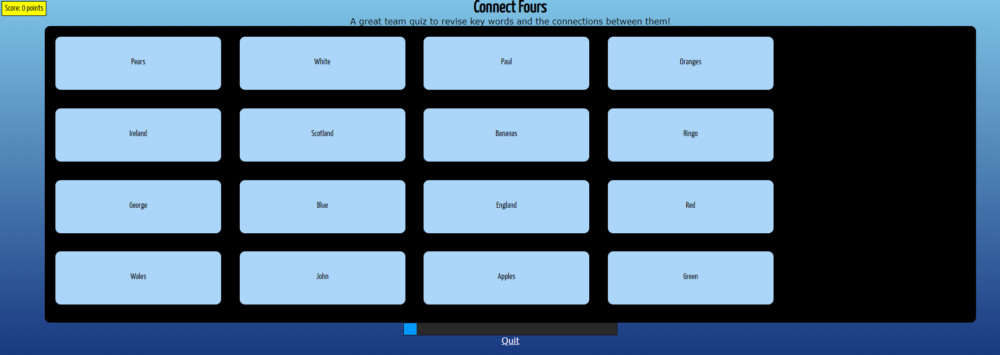 Score: 0 points
Connect Fours
A great team quiz to revise key words and the connections between them!
Pears
White
Paul
Oranges
Ireland
Scotland
Bananas
Ringo
George
Blue
England
Red
Wales
John
Apples
Green
Quit